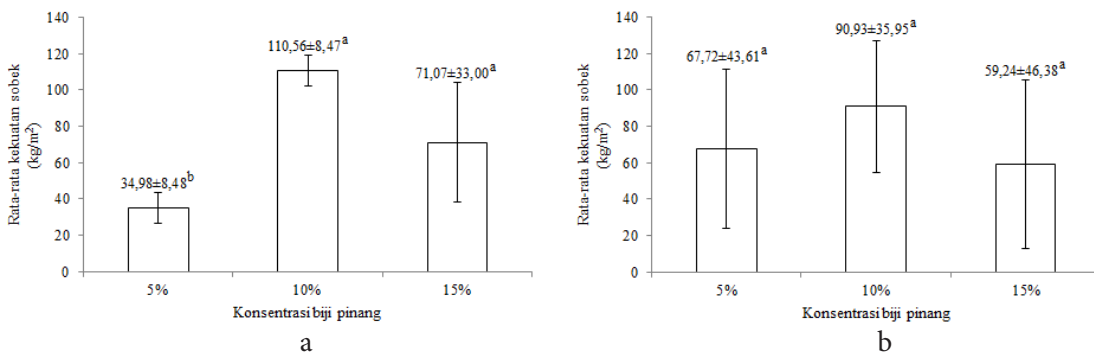 140
120
100
80
60
40
20
0
Rata-rata kekuatan sobek
(kg/m²)
34,98±8,48ᵇ
110,56±8,47ᵃ
71,07±33,00ᵃ
5%
10%
15%
Konsentrasi biji pinang
a
140
120
100
80
60
40
20
0
Rata-rata kekuatan sobek
(kg/m²)
67,72±43,61ᵃ
90,93±35,95ᵃ
59,24±46,38ᵃ
5%
10%
15%
Konsentrasi biji pinang
b